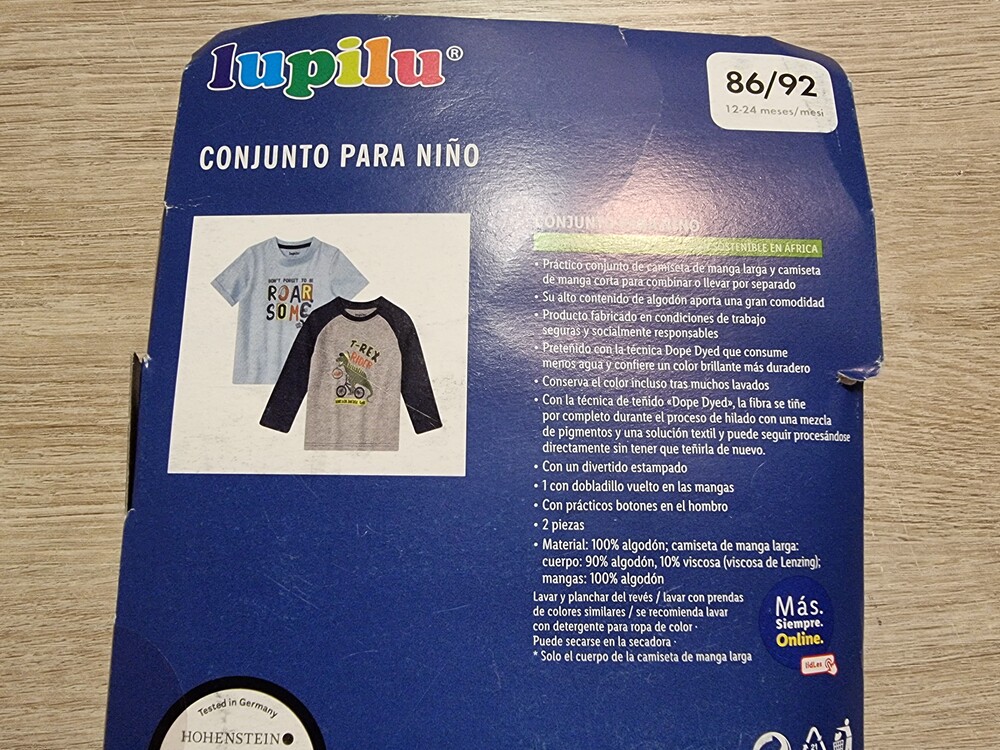 lupilu®
86/92
12-24 meses/mesi
CONJUNTO PARA NIÑO
DON'T FORGET TO BE
ROAR
SOME
T-REX
RIDER
CONJUNTO NIÑO
SOSTENIBLE EN ÁFRICA
• Práctico conjunto de camiseta de manga larga y camiseta
de manga corta para combinar o llevar por separado
• Su alto contenido de algodón aporta una gran comodidad
• Producto fabricado en condiciones de trabajo
seguras y socialmente responsables
• Preteñido con la técnica Dope Dyed que consume
menos agua y confiere un color brillante más duradero
• Conserva el color incluso tras muchos lavados
• Con la técnica de teñido «Dope Dyed», la fibra se tiñe
por completo durante el proceso de hilado con una mezcla
de pigmentos y una solución textil y puede seguir procesándose
directamente sin tener que teñirla de nuevo.
• Con un divertido estampado
• 1 con dobladillo vuelto en las mangas
• Con prácticos botones en el hombro
• 2 piezas
• Material: 100% algodón; camiseta de manga larga:
cuerpo: 90% algodón, 10% viscosa (viscosa de Lenzing);
mangas: 100% algodón
Lavar y planchar del revés / lavar con prendas
de colores similares / se recomienda lavar
con detergente para ropa de color ·
Puede secarse en la secadora ·
* Solo el cuerpo de la camiseta de manga larga
Más.
Siempre.
Online.
lidl.es
Tested in Germany
HOHENSTEIN